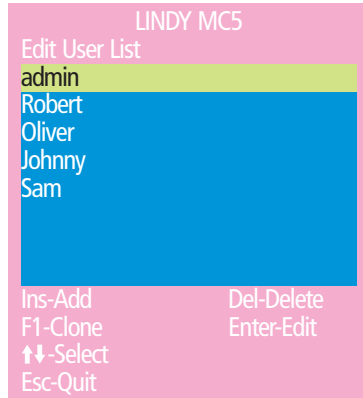 LINDY MC5
Edit User List
admin
Robert
Oliver
Johnny
Sam
Ins-Add Del-Delete
F1-Clone Enter-Edit
⬆⬇-Select
Esc-Quit